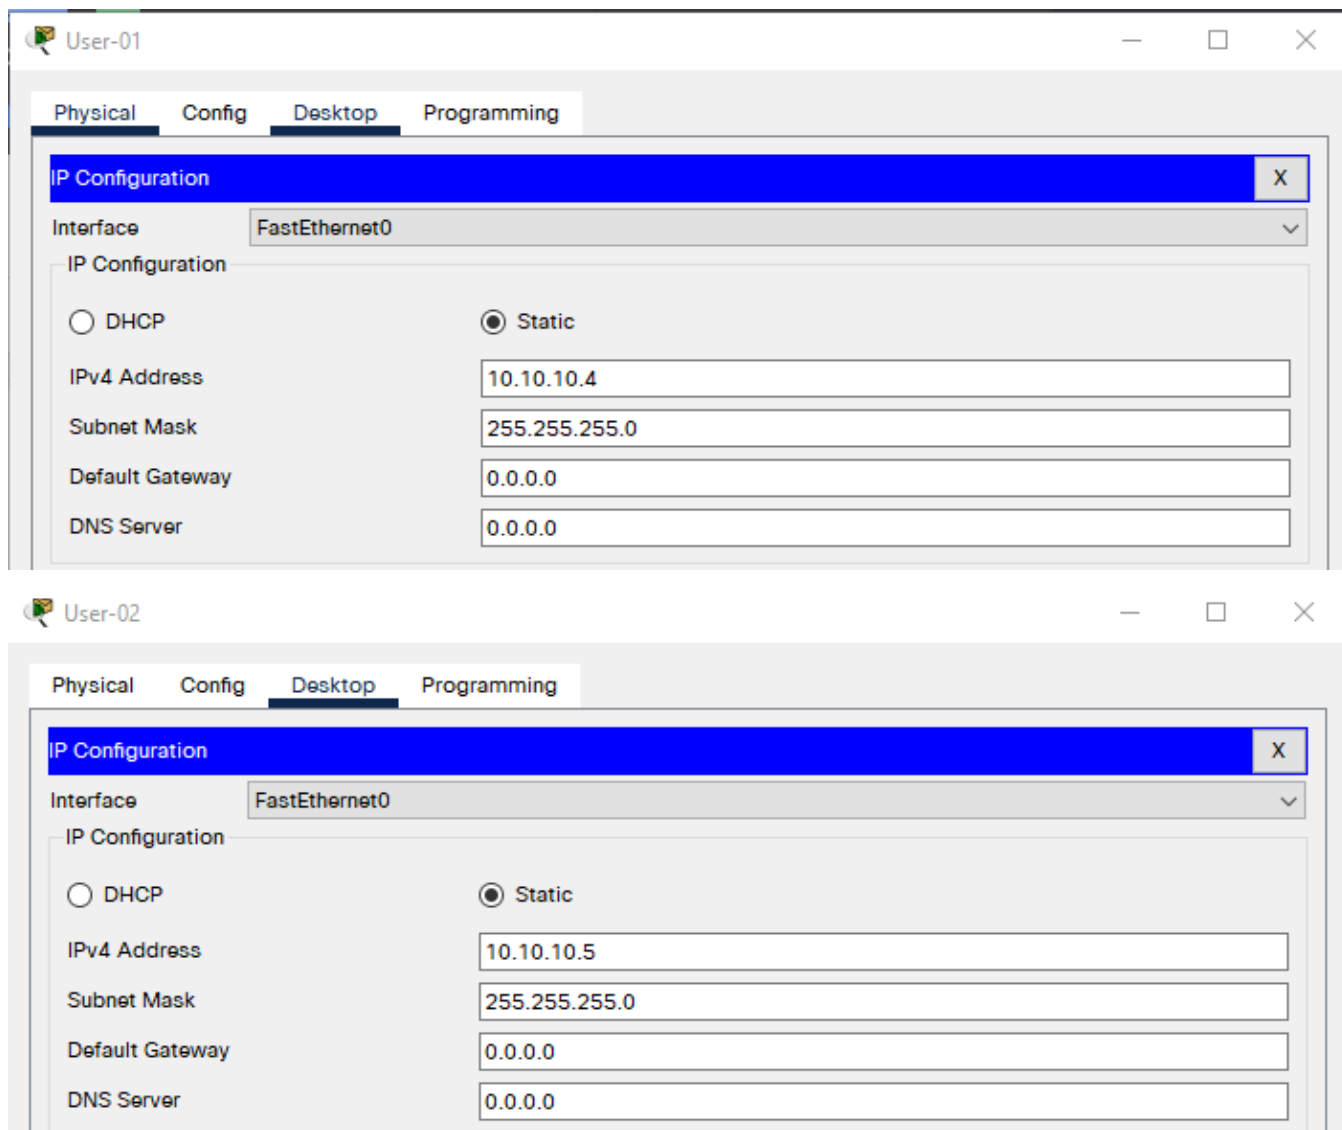 User-01
Physical Config Desktop Programming
IP Configuration X
Interface FastEthernet0
IP Configuration
DHCP Static
IPv4 Address 10.10.10.4
Subnet Mask 255.255.255.0
Default Gateway 0.0.0.0
DNS Server 0.0.0.0
User-02
Physical Config Desktop Programming
IP Configuration X
Interface FastEthernet0
IP Configuration
DHCP Static
IPv4 Address 10.10.10.5
Subnet Mask 255.255.255.0
Default Gateway 0.0.0.0
DNS Server 0.0.0.0